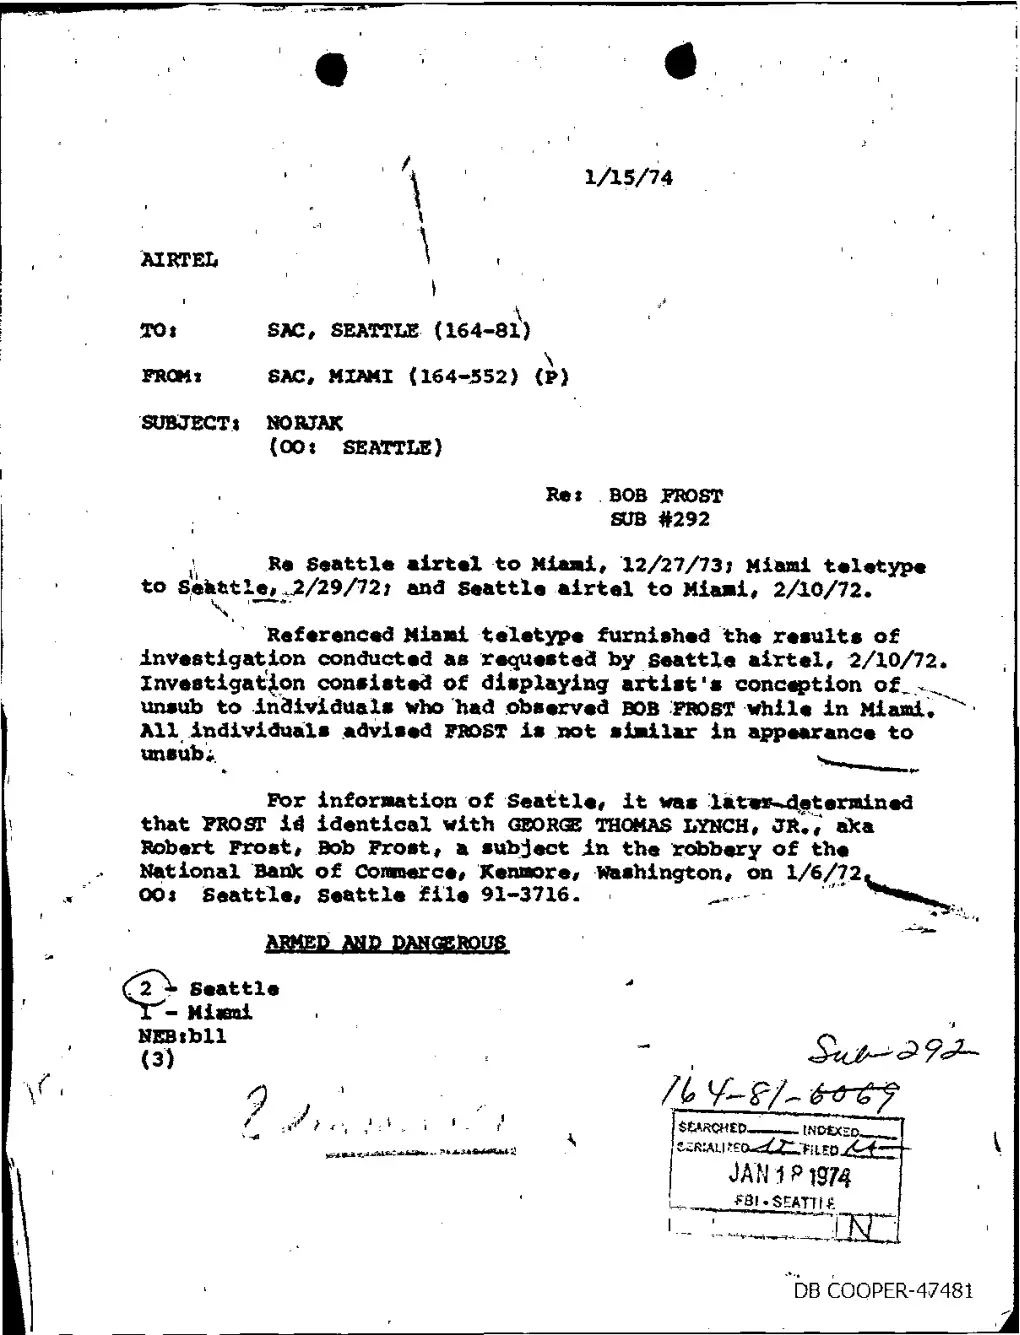 1/15/74
AIRTEL
TO: SAC, SEATTLE (164-81)
FROM: SAC, MIAMI (164-552) (P)
SUBJECT: NORJAK
(OO: SEATTLE)
Re: BOB FROST
SUB #292
Re Seattle airtel to Miami, 12/27/73; Miami teletype
to Seattle, 2/29/72; and Seattle airtel to Miami, 2/10/72.
Referenced Miami teletype furnished the results of
investigation conducted as requested by Seattle airtel, 2/10/72.
Investigation consisted of displaying artist's conception of
unsub to individuals who had observed BOB FROST while in Miami.
All individuals advised FROST is not similar in appearance to
unsub.
For information of Seattle, it was later determined
that FROST id identical with GEORGE THOMAS LYNCH, JR., aka
Robert Frost, Bob Frost, a subject in the robbery of the
National Bank of Commerce, Kenmore, Washington, on 1/6/72.
OO: Seattle, Seattle file 91-3716.
ARMED AND DANGEROUS
2 - Seattle
1 - Miami
NEB:bll
(3)
Sub-292
164-81-6069
SEARCHED INDEXED
SERIALIZED FILED
JAN 18 1974
FBI - SEATTLE
N
DB COOPER-47481